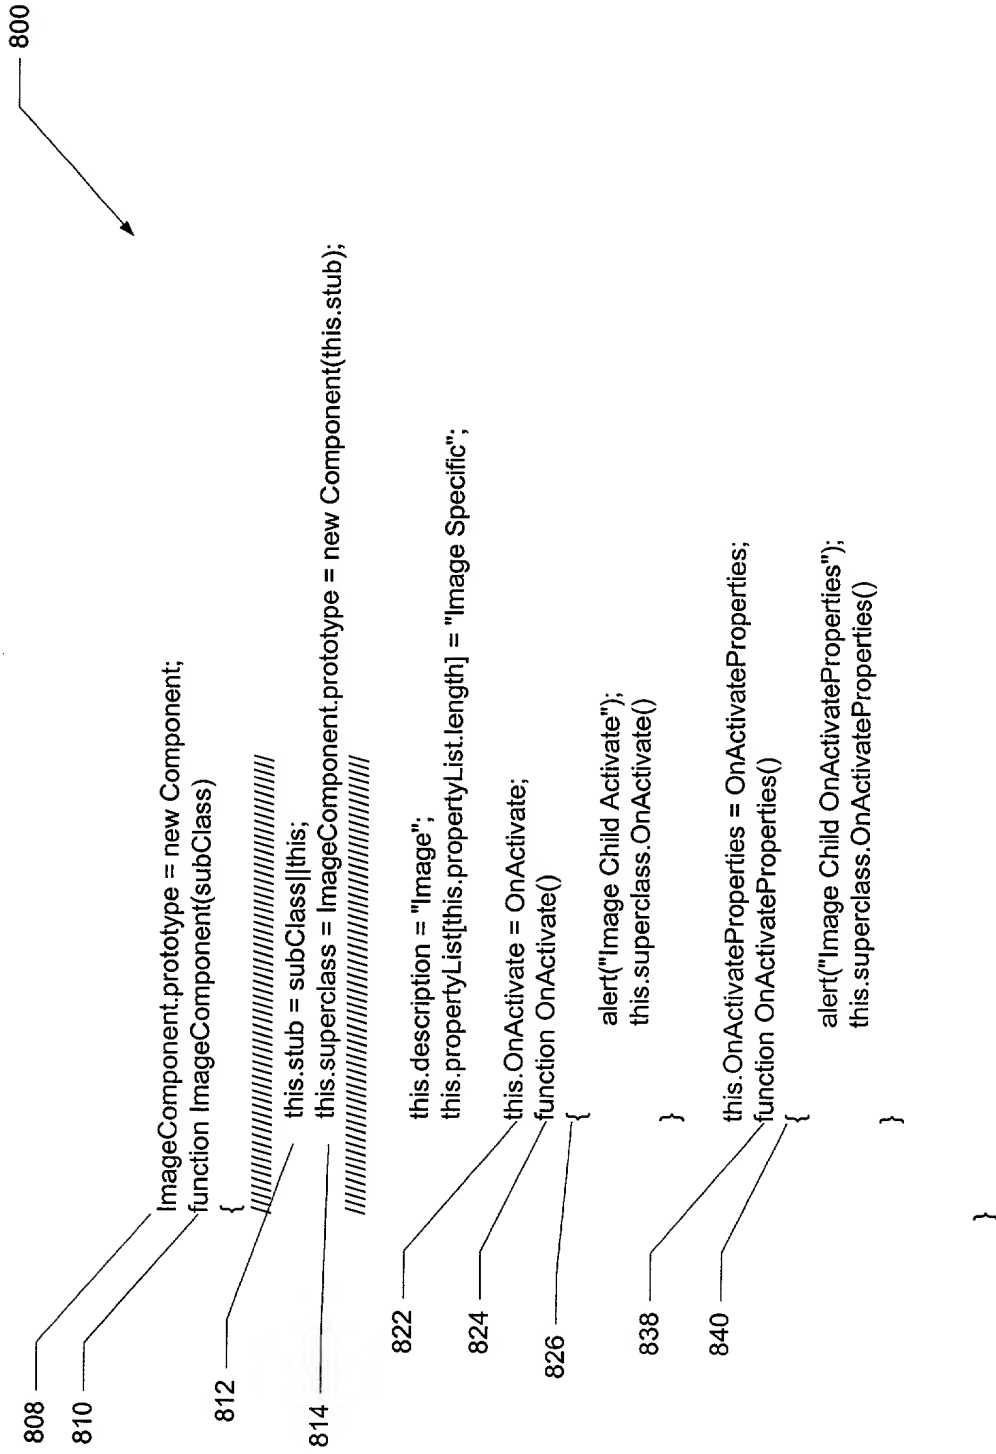 800
808
ImageComponent.prototype = new Component;
810
function ImageComponent(subClass)
{
////////////////////////////////////////////////////////////
812
this.stub = subClass||this;
814
this.superclass = ImageComponent.prototype = new Component(this.stub);
////////////////////////////////////////////////////////////
this.description = "Image";
this.propertyList[this.propertyList.length] = "Image Specific";
822
this.OnActivate = OnActivate;
824
function OnActivate()
826
{
alert("Image Child Activate");
this.superclass.OnActivate()
}
this.OnActivateProperties = OnActivateProperties;
838
function OnActivateProperties()
840
{
alert("Image Child OnActivateProperties");
this.superclass.OnActivateProperties()
}
}